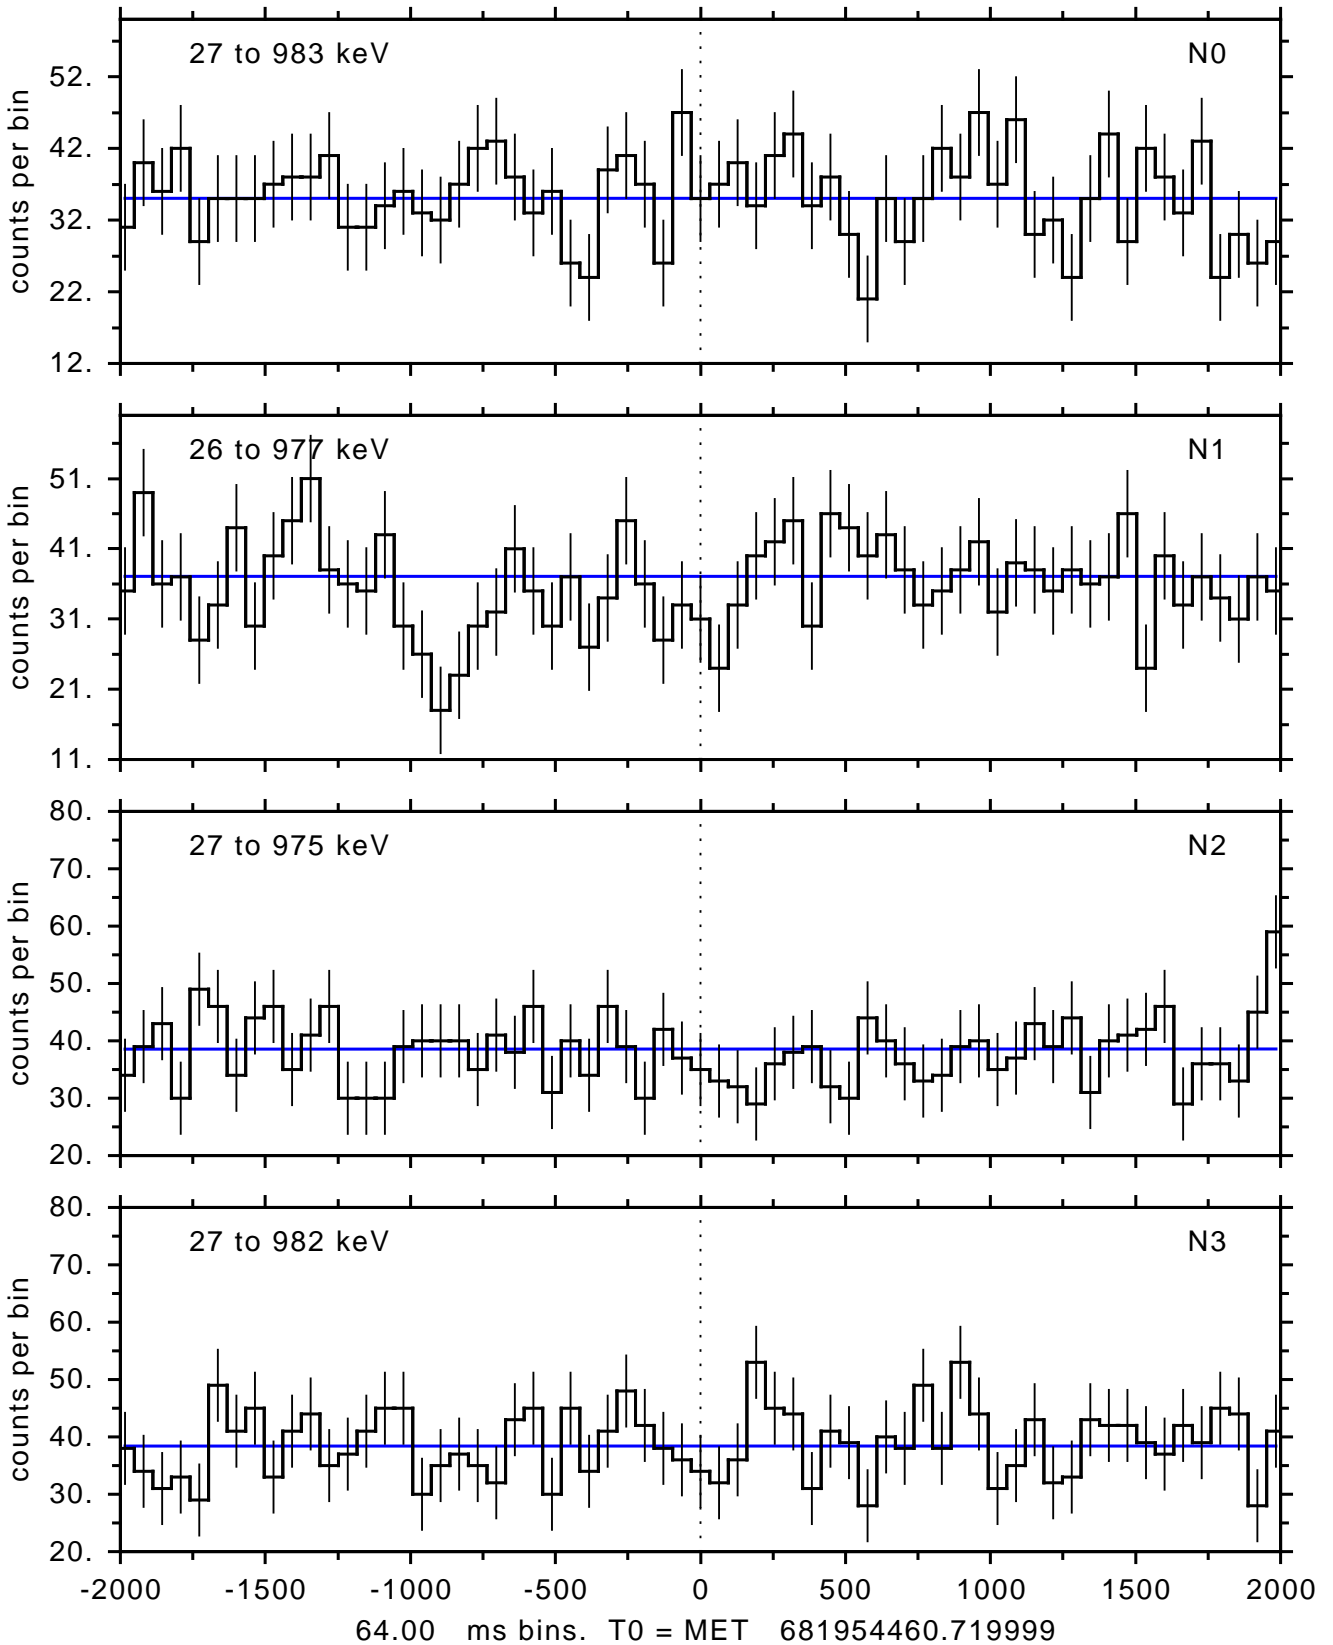 27 to 983 keV N0
counts per bin
52.
42.
32.
22.
12.
26 to 977 keV N1
counts per bin
51.
41.
31.
21.
11.
80.
27 to 975 keV N2
counts per bin
70.
60.
50.
40.
30.
20.
80.
27 to 982 keV N3
counts per bin
70.
60.
50.
40.
30.
20.
-2000 -1500 -1000 -500 0 500 1000 1500 2000
64.00 ms bins. T0 = MET 681954460.719999